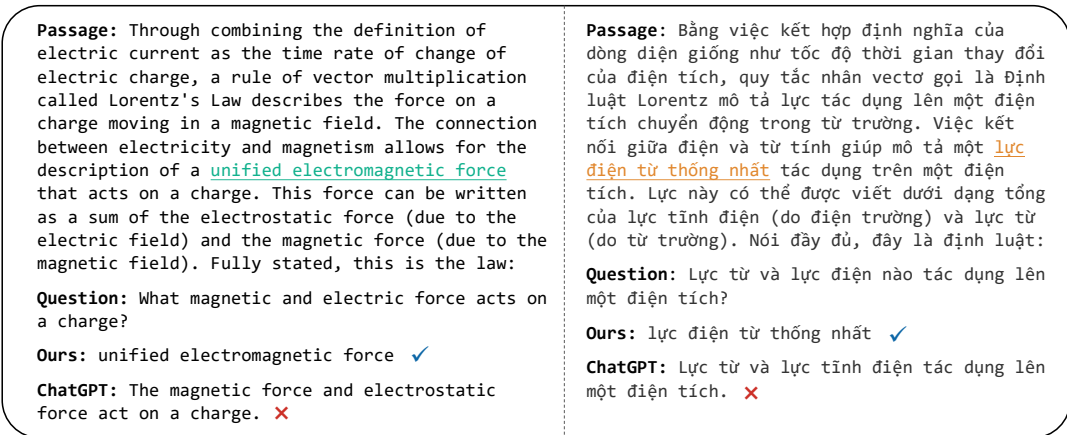 Passage: Through combining the definition of
electric current as the time rate of change of
electric charge, a rule of vector multiplication
called Lorentz's Law describes the force on a
charge moving in a magnetic field. The connection
between electricity and magnetism allows for the
description of a unified electromagnetic force
that acts on a charge. This force can be written
as a sum of the electrostatic force (due to the
electric field) and the magnetic force (due to the
magnetic field). Fully stated, this is the law:
Question: What magnetic and electric force acts on
a charge?
Ours: unified electromagnetic force ✓
ChatGPT: The magnetic force and electrostatic
force act on a charge. ✕
Passage: Bằng việc kết hợp định nghĩa của
dòng diện giống như tốc độ thời gian thay đổi
của điện tích, quy tắc nhân vectơ gọi là Định
luật Lorentz mô tả lực tác dụng lên một điện
tích chuyển động trong từ trường. Việc kết
nối giữa điện và từ tính giúp mô tả một lực
điện từ thống nhất tác dụng trên một điện
tích. Lực này có thể được viết dưới dạng tổng
của lực tĩnh điện (do điện trường) và lực từ
(do từ trường). Nói đầy đủ, đây là định luật:
Question: Lực từ và lực điện nào tác dụng lên
một điện tích?
Ours: lực điện từ thống nhất ✓
ChatGPT: Lực từ và lực tĩnh điện tác dụng lên
một điện tích. ✕